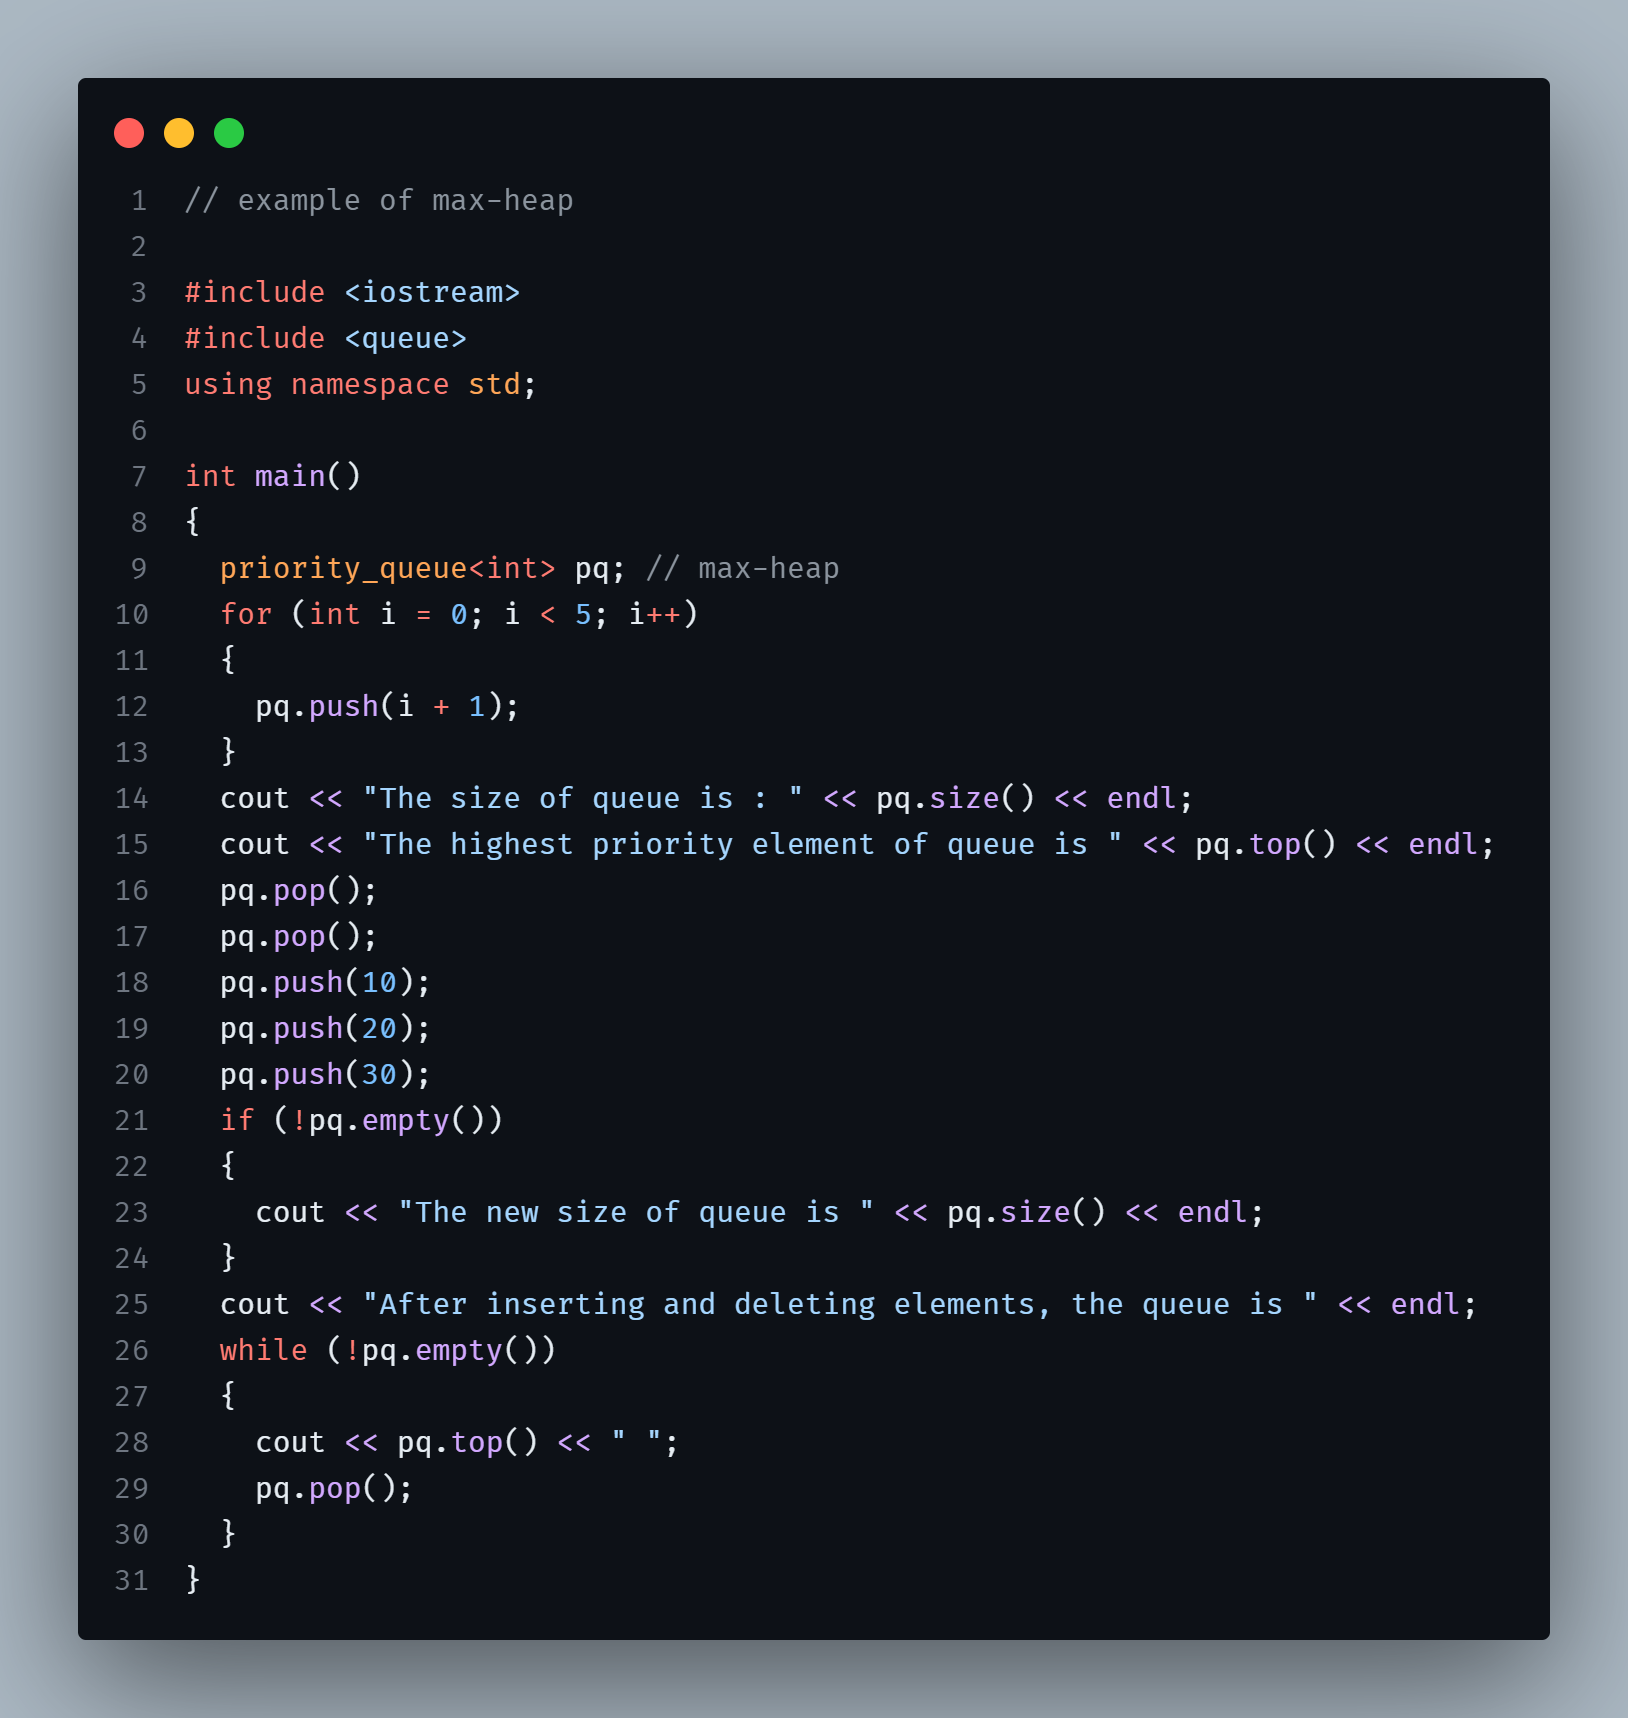 1 // example of max-heap
2
3 #include <iostream>
4 #include <queue>
5 using namespace std;
6
7 int main()
8 {
9   priority_queue<int> pq; // max-heap
10   for (int i = 0; i < 5; i++)
11   {
12     pq.push(i + 1);
13   }
14   cout << "The size of queue is : " << pq.size() << endl;
15   cout << "The highest priority element of queue is " << pq.top() << endl;
16   pq.pop();
17   pq.pop();
18   pq.push(10);
19   pq.push(20);
20   pq.push(30);
21   if (!pq.empty())
22   {
23     cout << "The new size of queue is " << pq.size() << endl;
24   }
25   cout << "After inserting and deleting elements, the queue is " << endl;
26   while (!pq.empty())
27   {
28     cout << pq.top() << " ";
29     pq.pop();
30   }
31 }